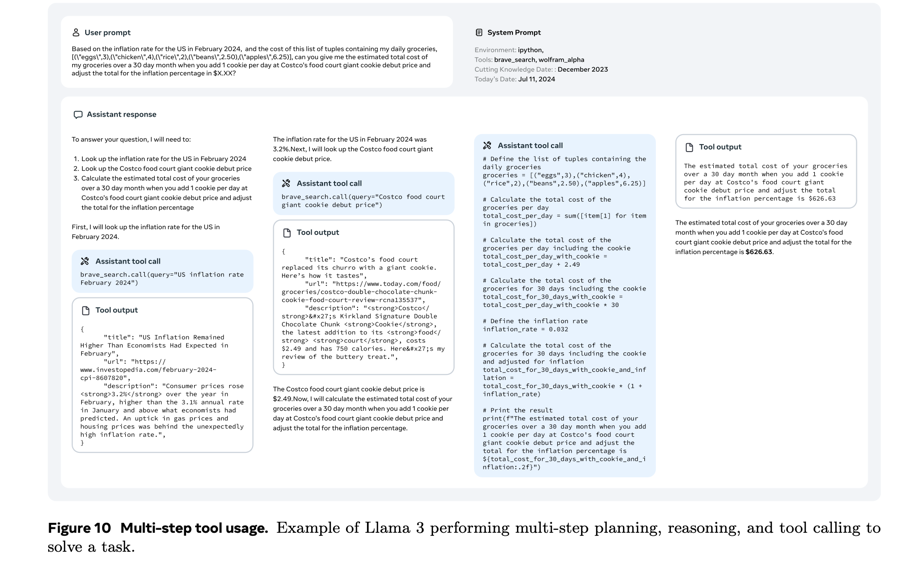 User prompt
Based on the inflation rate for the US in February 2024, and the cost of this list of tuples containing my daily groceries,
[(\"eggs\",3),(\"chicken\",4),(\"rice\",2),(\"beans\",2.50),(\"apples\",6.25)], can you give me the estimated total cost of
my groceries over a 30 day month when you add 1 cookie per day at Costco's food court giant cookie debut price and
adjust the total for the inflation percentage in $X.XX?
System Prompt
Environment: ipython,
Tools: brave_search, wolfram_alpha
Cutting Knowledge Date: : December 2023
Today's Date: Jul 11, 2024
Assistant response
To answer your question, I will need to:
1. Look up the inflation rate for the US in February 2024
2. Look up the Costco food court giant cookie debut price
3. Calculate the estimated total cost of your groceries
over a 30 day month when you add 1 cookie per day at
Costco's food court giant cookie debut price and adjust
the total for the inflation percentage
First, I will look up the inflation rate for the US in
February 2024.
Assistant tool call
brave_search.call(query="US inflation rate
February 2024")
Tool output
{
"title": "US Inflation Remained
Higher Than Economists Had Expected in
February",
"url": "https://
www.investopedia.com/february-2024-
cpi-8607820",
"description": "Consumer prices rose
<strong>3.2%</strong> over the year in
February, higher than the 3.1% annual rate
in January and above what economists had
predicted. An uptick in gas prices and
housing prices was behind the unexpectedly
high inflation rate.",
}
The inflation rate for the US in February 2024 was
3.2%.Next, I will look up the Costco food court giant
cookie debut price.
Assistant tool call
brave_search.call(query="Costco food court
giant cookie debut price")
Tool output
{
"title": "Costco's food court
replaced its churro with a giant cookie.
Here's how it tastes",
"url": "https://www.today.com/food/
groceries/costco-double-chocolate-chunk-
cookie-food-court-review-rcna135537",
"description": "<strong>Costco</
strong>&#x27;s Kirkland Signature Double
Chocolate Chunk <strong>Cookie</strong>,
the latest addition to its <strong>food</
strong> <strong>court</strong>, costs
$2.49 and has 750 calories. Here&#x27;s my
review of the buttery treat.",
}
The Costco food court giant cookie debut price is
$2.49.Now, I will calculate the estimated total cost of your
groceries over a 30 day month when you add 1 cookie per
day at Costco's food court giant cookie debut price and
adjust the total for the inflation percentage.
Assistant tool call
# Define the list of tuples containing the
daily groceries
groceries = [("eggs",3),("chicken",4),
("rice",2),("beans",2.50),("apples",6.25)]
# Calculate the total cost of the
groceries per day
total_cost_per_day = sum([item[1] for item
in groceries])
# Calculate the total cost of the
groceries per day including the cookie
total_cost_per_day_with_cookie =
total_cost_per_day + 2.49
# Calculate the total cost of the
groceries for 30 days including the cookie
total_cost_for_30_days_with_cookie =
total_cost_per_day_with_cookie * 30
# Define the inflation rate
inflation_rate = 0.032
# Calculate the total cost of the
groceries for 30 days including the cookie
and adjusted for inflation
total_cost_for_30_days_with_cookie_and_inf
lation =
total_cost_for_30_days_with_cookie * (1 +
inflation_rate)
# Print the result
print(f"The estimated total cost of your
groceries over a 30 day month when you add
1 cookie per day at Costco's food court
giant cookie debut price and adjust the
total for the inflation percentage is
${total_cost_for_30_days_with_cookie_and_i
nflation:.2f}")
Tool output
The estimated total cost of your groceries
over a 30 day month when you add 1 cookie
per day at Costco's food court giant
cookie debut price and adjust the total
for the inflation percentage is $626.63
The estimated total cost of your groceries over a 30 day
month when you add 1 cookie per day at Costco's food
court giant cookie debut price and adjust the total for the
inflation percentage is $626.63.
Figure 10 Multi-step tool usage. Example of Llama 3 performing multi-step planning, reasoning, and tool calling to
solve a task.